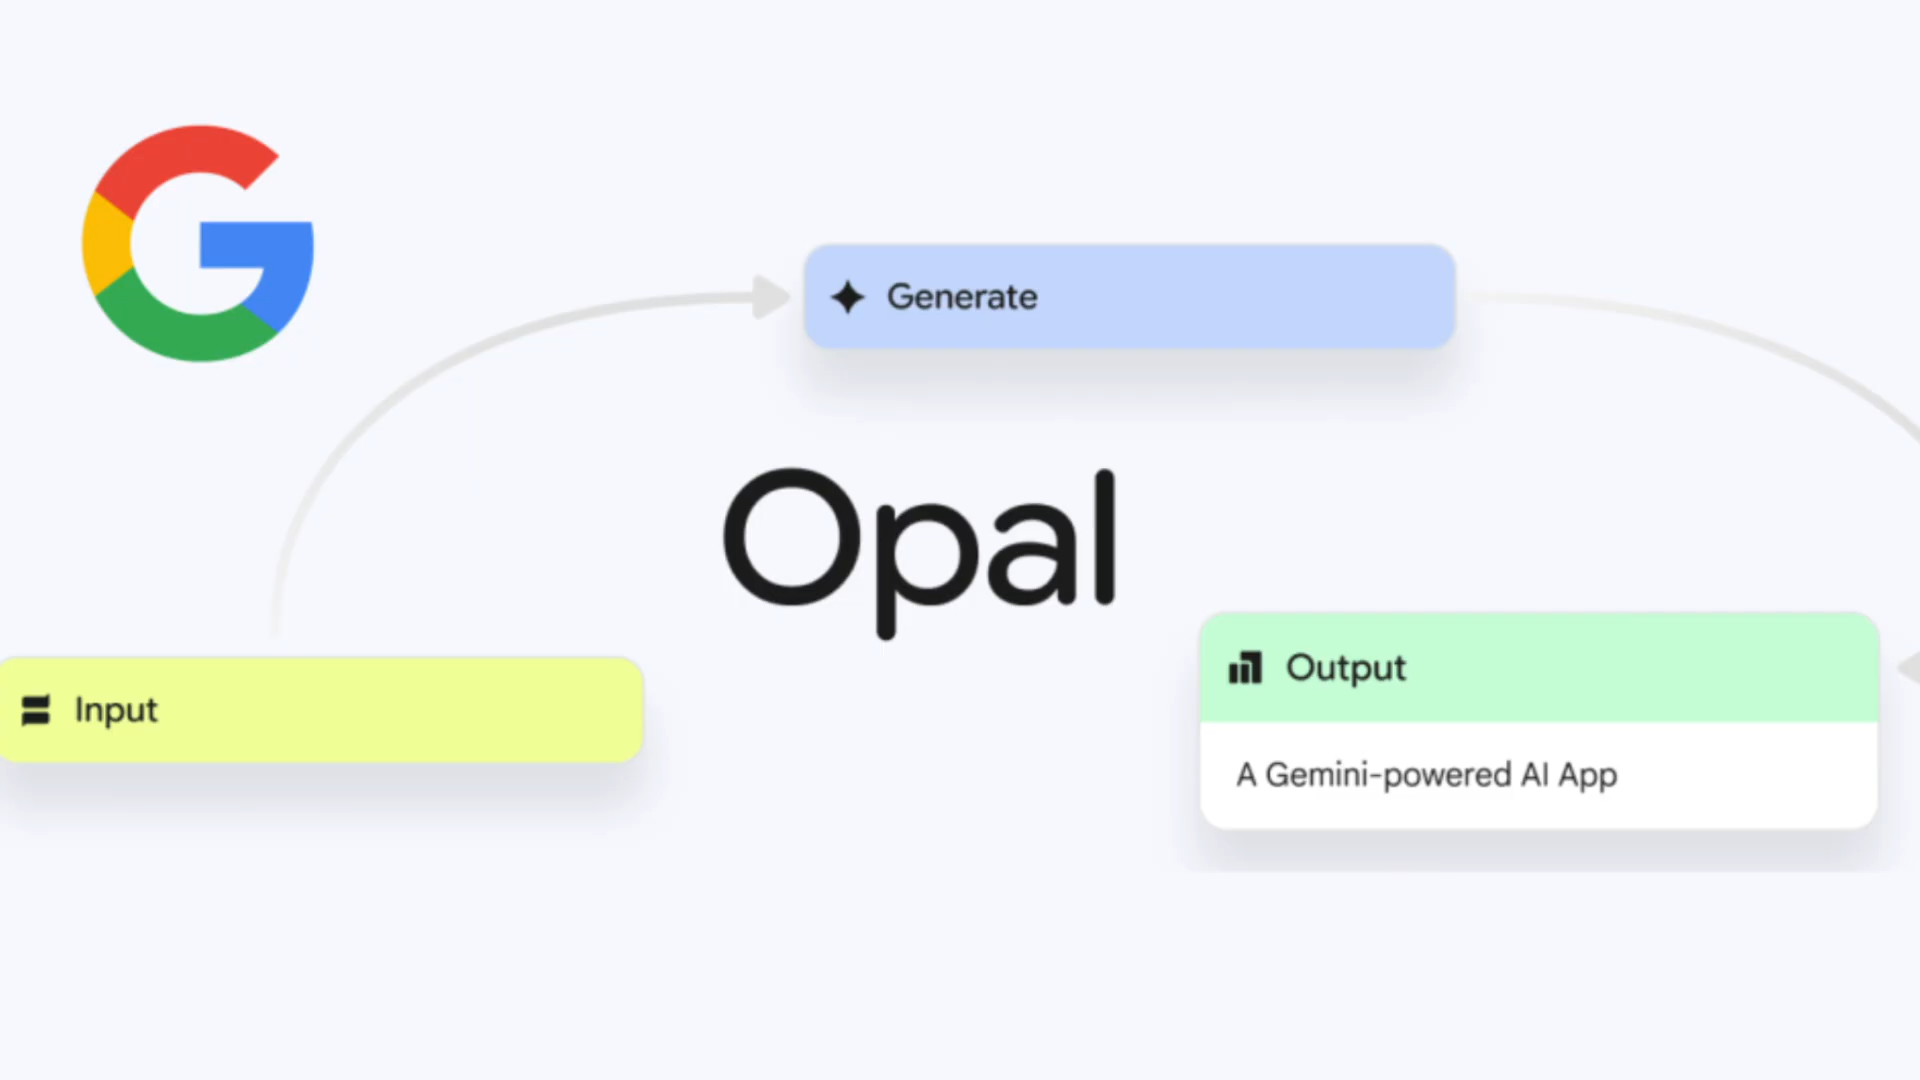 Generate
Opal
Input
Output
A Gemini-powered AI App